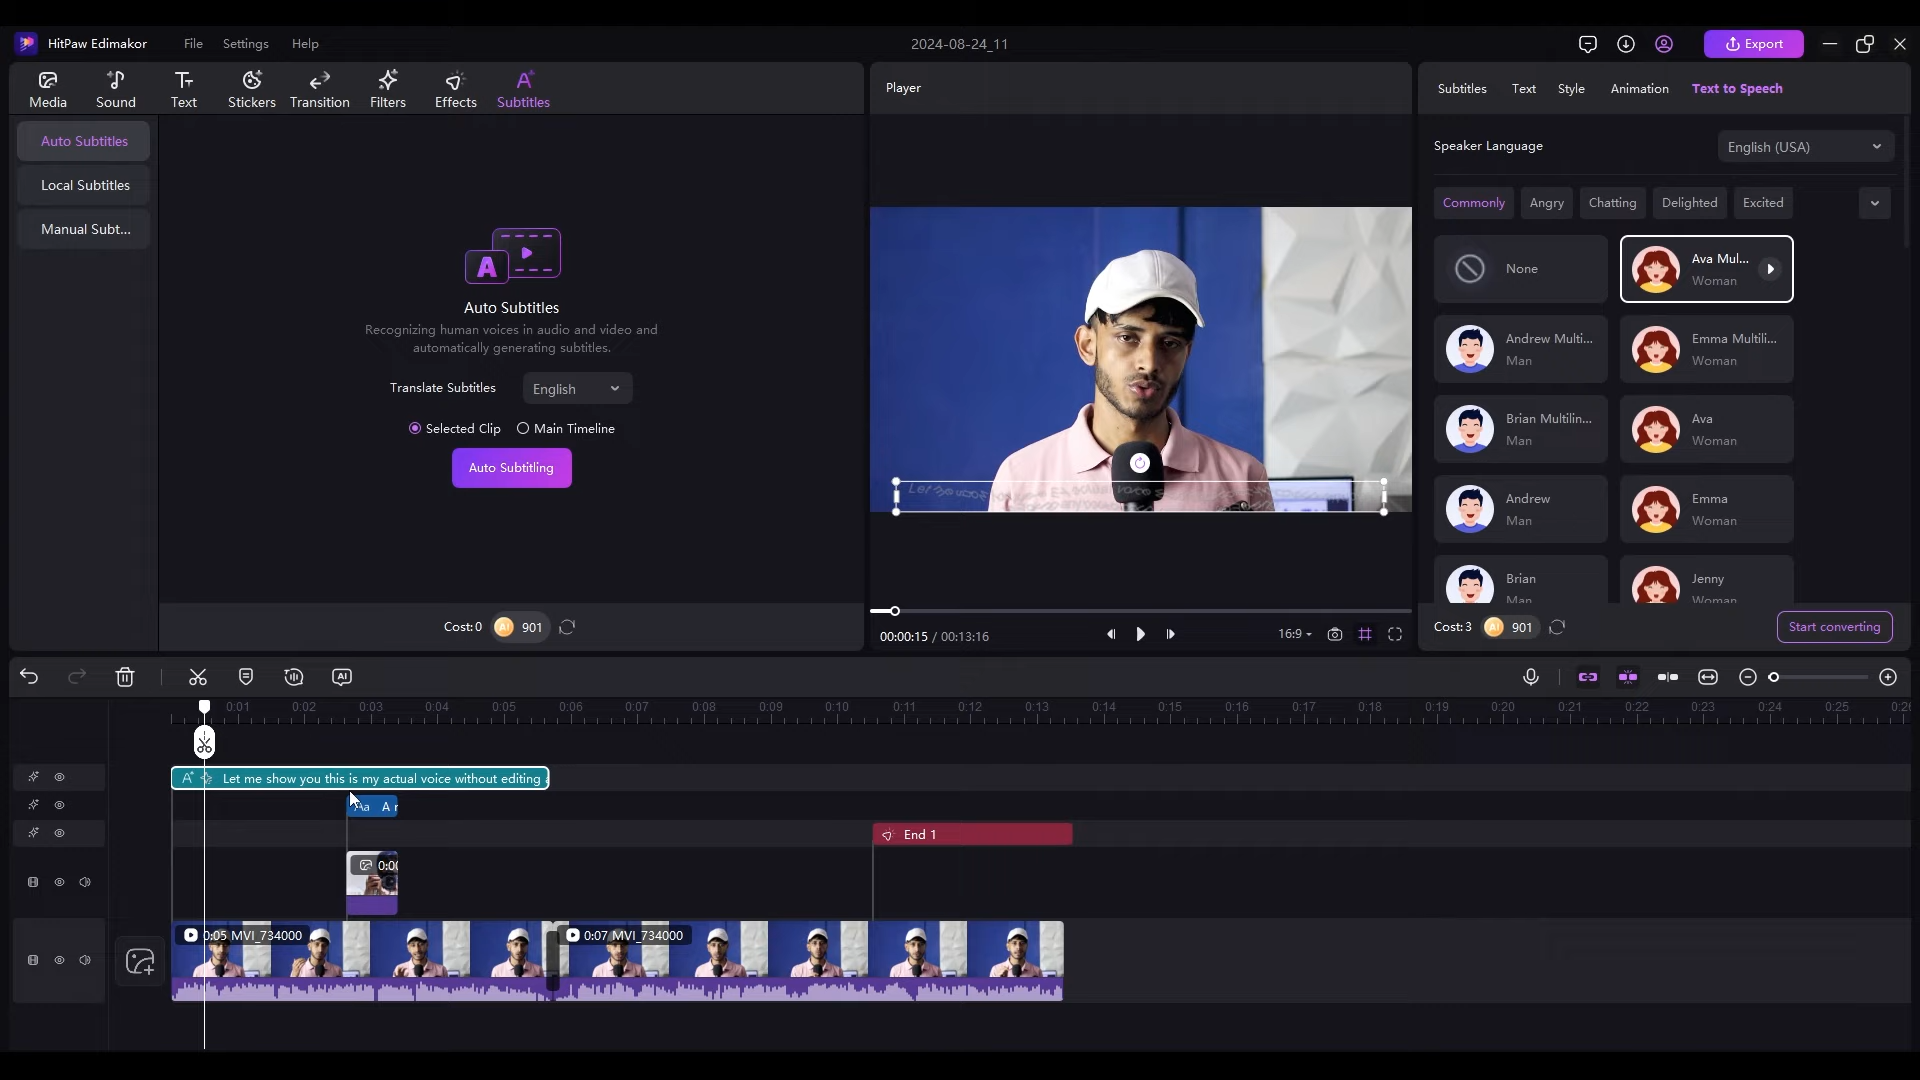 HitPaw Edimakor
File
Settings
Help
2024-08-24_11
Export
Media
Sound
Text
Stickers
Transition
Filters
Effects
Subtitles
Auto Subtitles
Local Subtitles
Manual Subt...
A
Auto Subtitles
Recognizing human voices in audio and video and
automatically generating subtitles.
Translate Subtitles
English
Selected Clip
Main Timeline
Auto Subtitling
Cost:0
AI
901
Player
00:00:15 / 00:13:16
16:9
Subtitles
Text
Style
Animation
Text to Speech
Speaker Language
English (USA)
Commonly
Angry
Chatting
Delighted
Excited
None
Ava Mul...
Woman
Andrew Multi...
Man
Emma Multili...
Woman
Brian Multilin...
Man
Ava
Woman
Andrew
Man
Emma
Woman
Brian
Man
Jenny
Woman
Cost:3
AI
901
Start converting
AI
0:01
0:02
0:03
0:04
0:05
0:06
0:07
0:08
0:09
0:10
0:11
0:12
0:13
0:14
0:15
0:16
0:17
0:18
0:19
0:20
0:21
0:22
0:23
0:24
0:25
Let me show you this is my actual voice without editing
Aa A
End 1
0:05 MVI_734000
0:07 MVI_734000